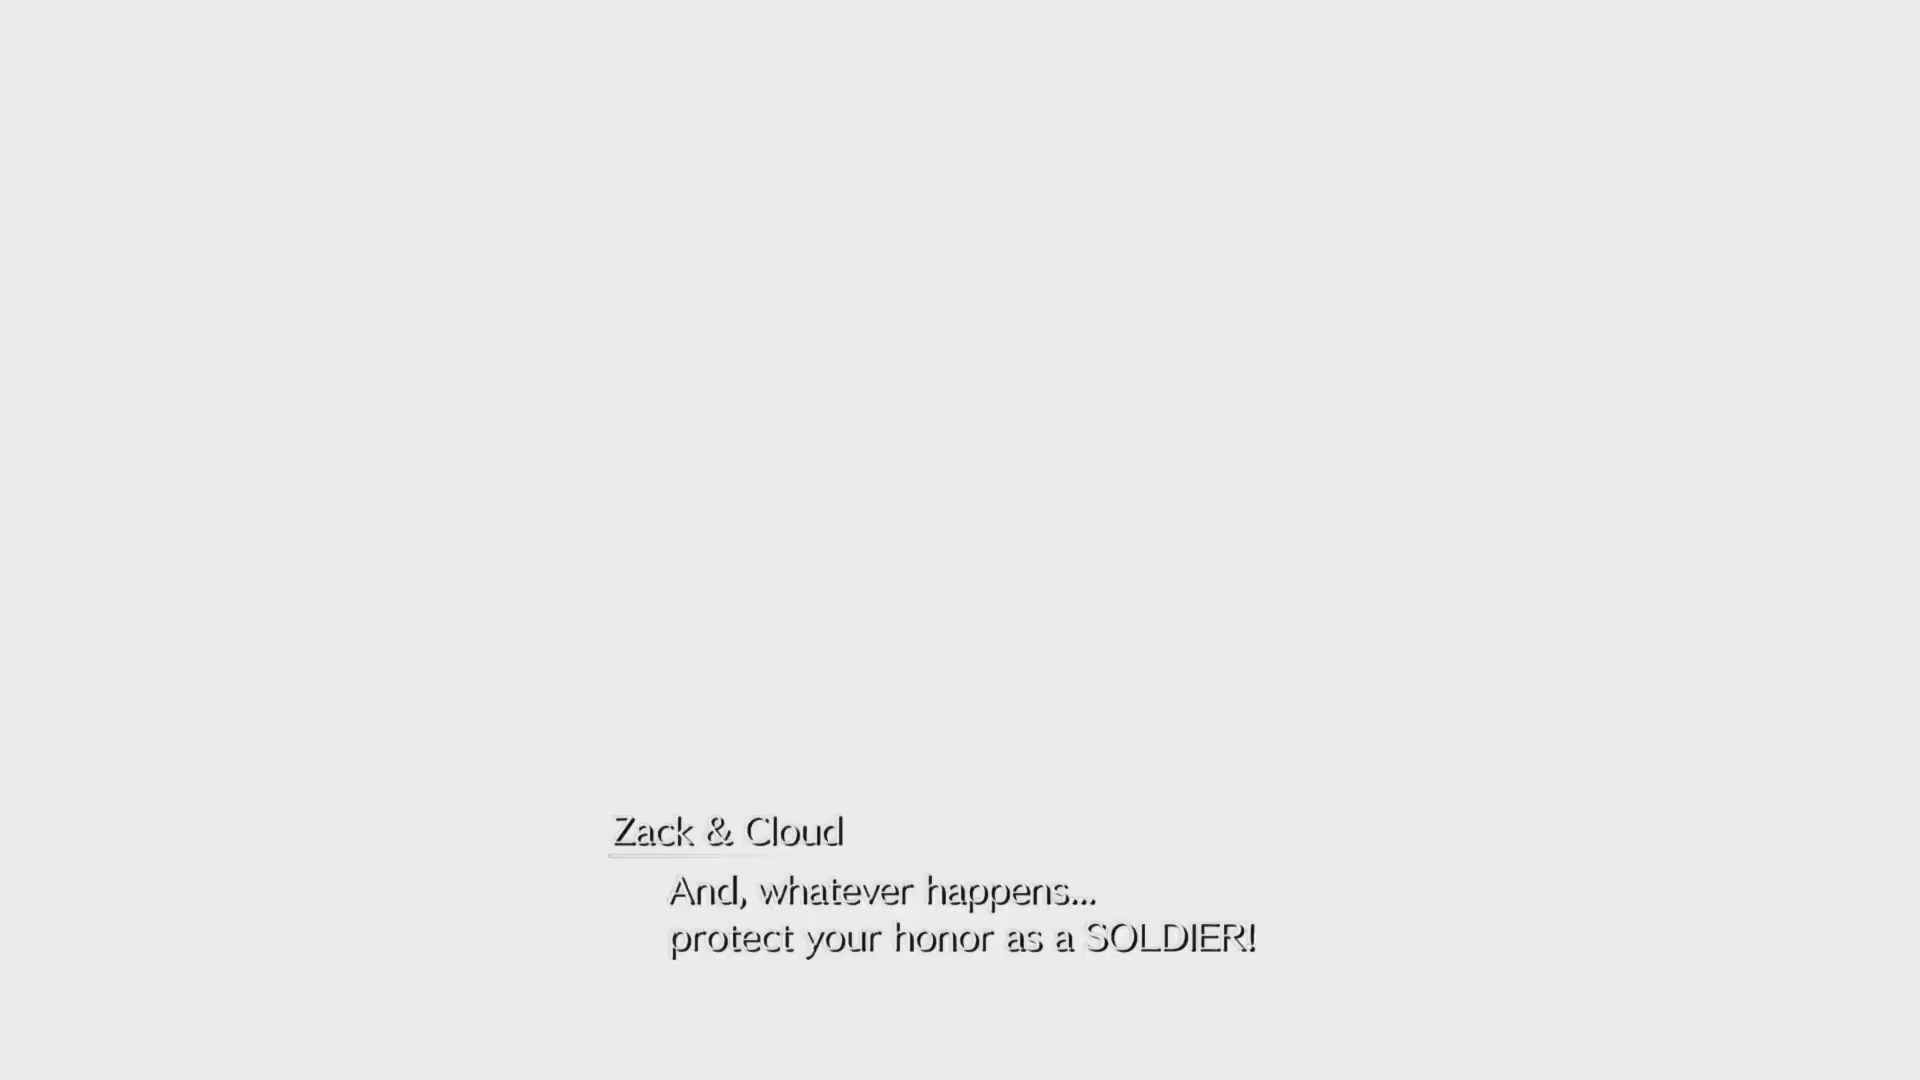 Zack & Cloud
And, whatever happens...
protect your honor as a SOLDIER!